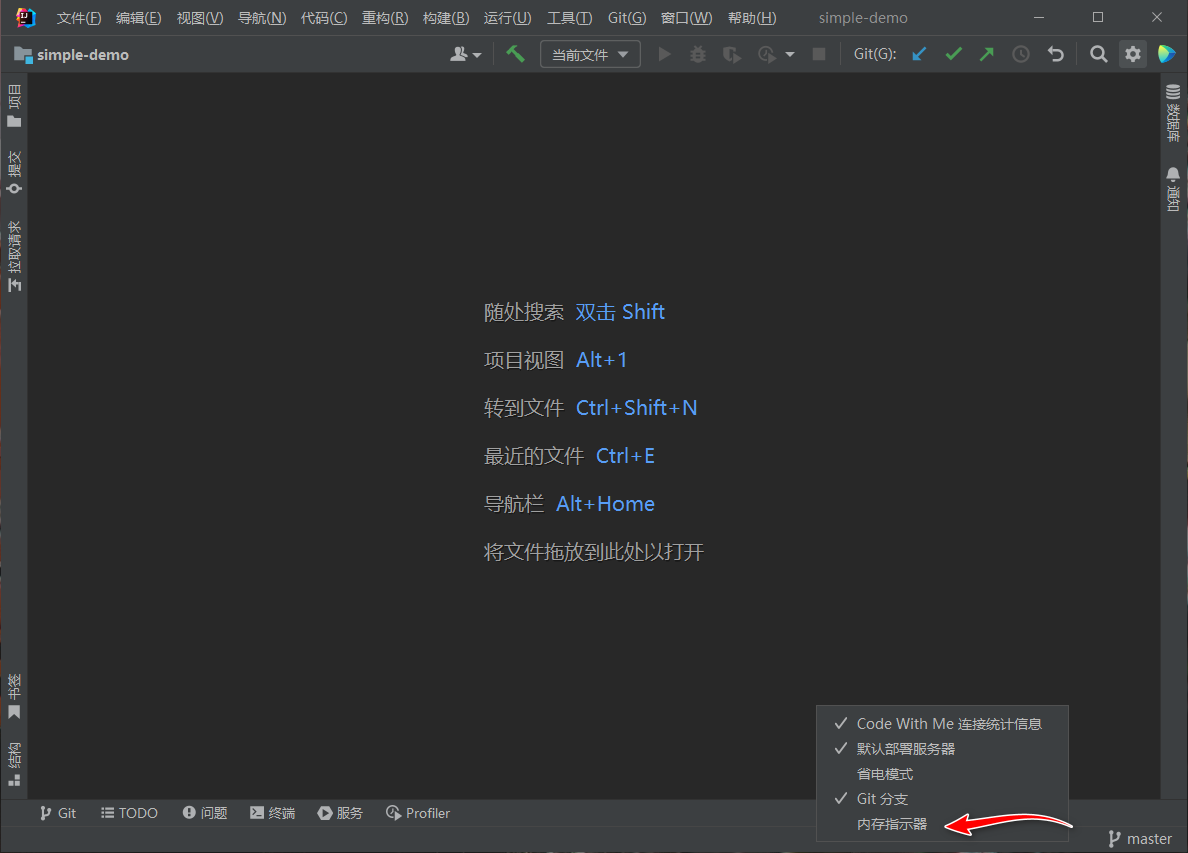 文件(F) 编辑(E) 视图(V) 导航(N) 代码(C) 重构(R) 构建(B) 运行(U) 工具(T) Git(G) 窗口(W) 帮助(H) simple-demo
simple-demo 当前文件 Git(G):
项目
提交
拉取请求
书签
结构
数据库
通知
随处搜索 双击 Shift
项目视图 Alt+1
转到文件 Ctrl+Shift+N
最近的文件 Ctrl+E
导航栏 Alt+Home
将文件拖放到此处以打开
Code With Me 连接统计信息
默认部署服务器
省电模式
Git 分支
内存指示器
Git TODO 问题 终端 服务 Profiler
master